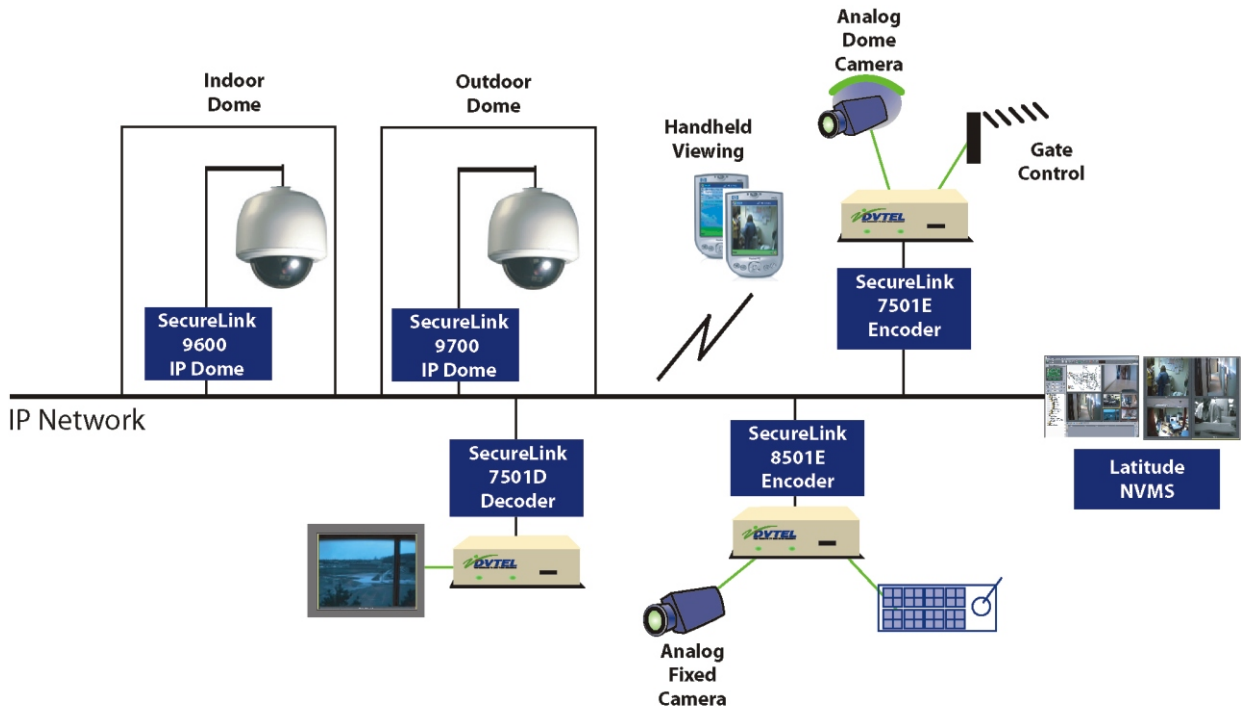 Analog
Dome
Camera
Indoor
Dome
Outdoor
Dome
Handheld
Viewing
Gate
Control
DVTEL
SecureLink
7501E
Encoder
SecureLink
9600
IP Dome
SecureLink
9700
IP Dome
IP Network
SecureLink
7501D
Decoder
SecureLink
8501E
Encoder
Latitude
NVMS
DVTEL
DVTEL
Analog
Fixed
Camera